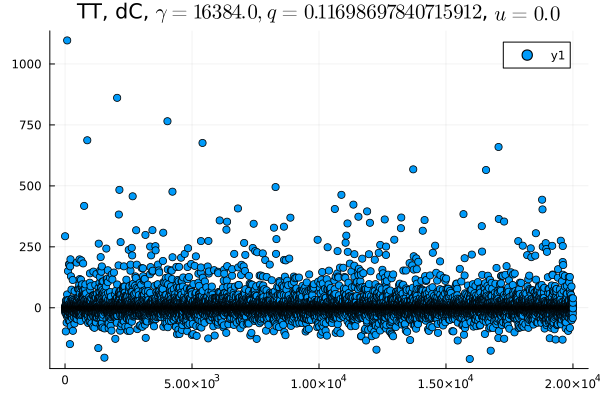 TT, dC, γ = 16384.0, q = 0.11698697840715912, u = 0.0
y1
1000
750
500
250
0
0 5.00×10³ 1.00×10⁴ 1.50×10⁴ 2.00×10⁴